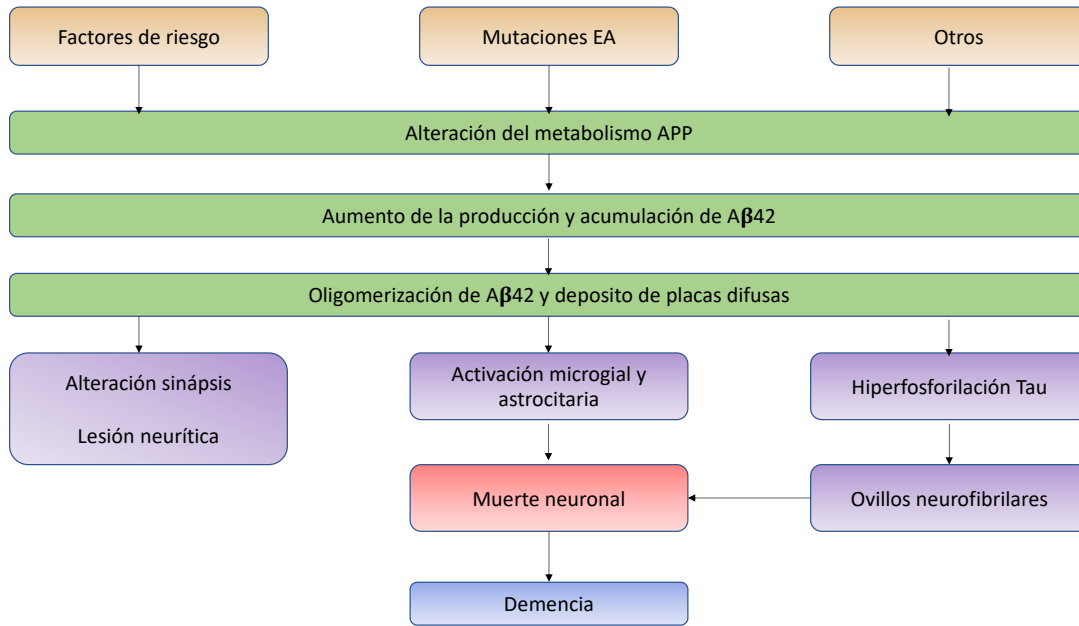 Factores de riesgo
Mutaciones EA
Otros
Alteración del metabolismo APP
Aumento de la producción y acumulación de Aβ42
Oligomerización de Aβ42 y deposito de placas difusas
Alteración sinápsis
Lesión neurítica
Activación microgial y
astrocitaria
Hiperfosforilación Tau
Muerte neuronal
Ovillos neurofibrilares
Demencia